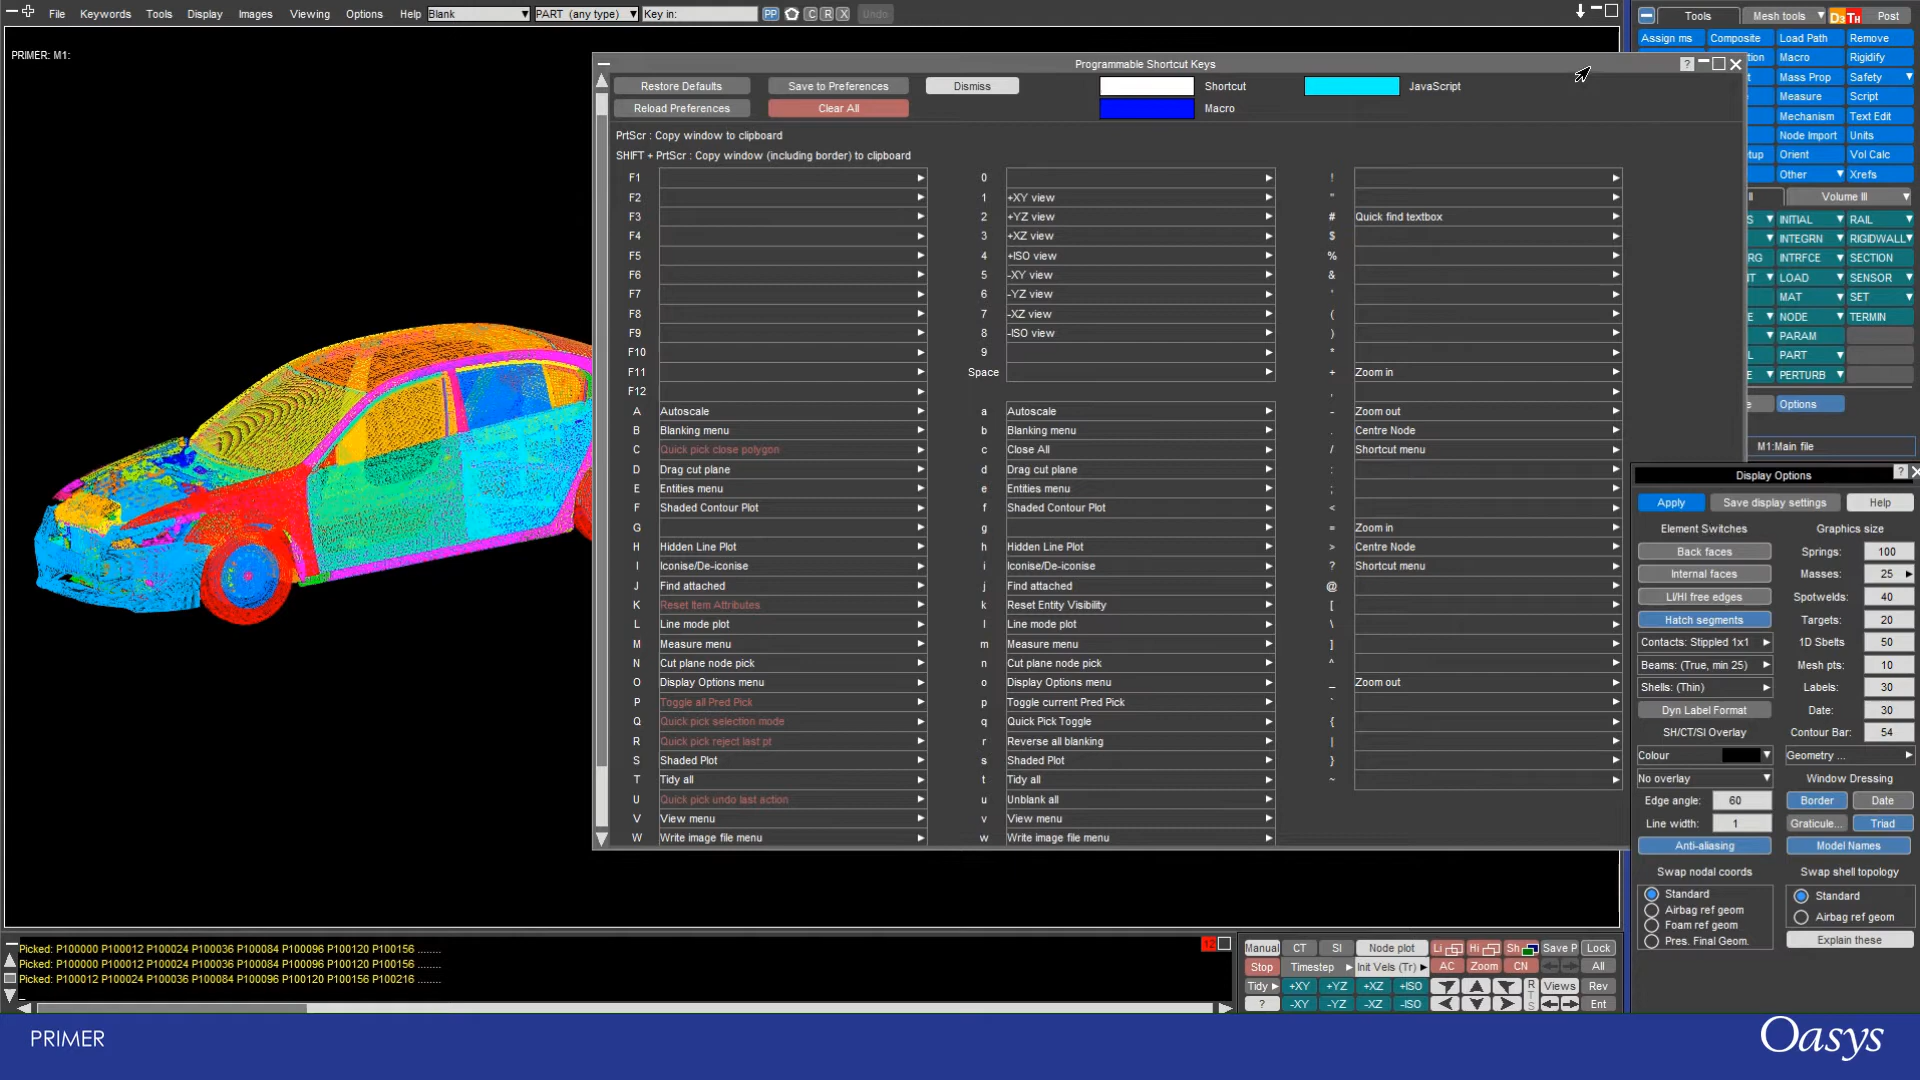 File Keywords Tools Display Images Viewing Options Help Blank PART (any type) Key in: PP C R X Undo
PRIMER: M1:
Tools Mesh tools D3 TH Post
Assign ms Composite Load Path Remove
Macro Rigidify
Mass Prop Safety
Measure Script
Mechanism Text Edit
Node Import Units
Orient Vol Calc
Other Xrefs
Volume III
INITIAL RAIL
INTEGRN RIGIDWALL
INTRFCE SECTION
LOAD SENSOR
MAT SET
NODE TERMIN
PARAM
PART
PERTURB
Options
M1:Main file
Programmable Shortcut Keys ?
Restore Defaults Save to Preferences Dismiss Shortcut JavaScript
Reload Preferences Clear All Macro
PrtScr : Copy window to clipboard
SHIFT + PrtScr : Copy window (including border) to clipboard
F1 0 !
F2 1 +XY view "
F3 2 +YZ view # Quick find textbox
F4 3 +XZ view $
F5 4 +ISO view %
F6 5 -XY view &
F7 6 -YZ view '
F8 7 -XZ view (
F9 8 -ISO view )
F10 9 *
F11 Space + Zoom in
F12 ,
A Autoscale a Autoscale - Zoom out
B Blanking menu b Blanking menu . Centre Node
C Quick pick close polygon c Close All / Shortcut menu
D Drag cut plane d Drag cut plane :
E Entities menu e Entities menu ;
F Shaded Contour Plot f Shaded Contour Plot <
G g = Zoom in
H Hidden Line Plot h Hidden Line Plot > Centre Node
I Iconise/De-iconise i Iconise/De-iconise ? Shortcut menu
J Find attached j Find attached @
K Reset Item Attributes k Reset Entity Visibility [
L Line mode plot l Line mode plot \
M Measure menu m Measure menu ]
N Cut plane node pick n Cut plane node pick ^
O Display Options menu o Display Options menu _ Zoom out
P Toggle all Pred Pick p Toggle current Pred Pick `
Q Quick pick selection mode q Quick Pick Toggle {
R Quick pick reject last pt r Reverse all blanking |
S Shaded Plot s Shaded Plot }
T Tidy all t Tidy all ~
U Quick pick undo last action u Unblank all
V View menu v View menu
W Write image file menu w Write image file menu
Display Options ?
Apply Save display settings Help
Element Switches Graphics size
Back faces Springs: 100
Internal faces Masses: 25
LI/HI free edges Spotwelds: 40
Hatch segments Targets: 20
Contacts: Stippled 1x1 1D Sbelts 50
Beams: (True, min 25) Mesh pts: 10
Shells: (Thin) Labels: 30
Dyn Label Format Date: 30
SH/CT/SI Overlay Contour Bar: 54
Colour Geometry ...
No overlay Window Dressing
Edge angle: 60 Border Date
Line width: 1 Graticule... Triad
Anti-aliasing Model Names
Swap nodal coords Swap shell topology
Standard Standard
Airbag ref geom Airbag ref geom
Foam ref geom
Pres. Final Geom. Explain these
Picked: P100000 P100012 P100024 P100036 P100084 P100096 P100120 P100156 ........
Picked: P100000 P100012 P100024 P100036 P100084 P100096 P100120 P100156 ........
Picked: P100012 P100024 P100036 P100084 P100096 P100120 P100156 P100216 ........
12
Manual CT SI Node plot Li Hi Sh Save P Lock
Stop Timestep Init Vels (Tr) AC Zoom CN All
Tidy +XY +YZ +XZ +ISO R T S Views Rev
? -XY -YZ -XZ -ISO Ent
PRIMER
Oasys